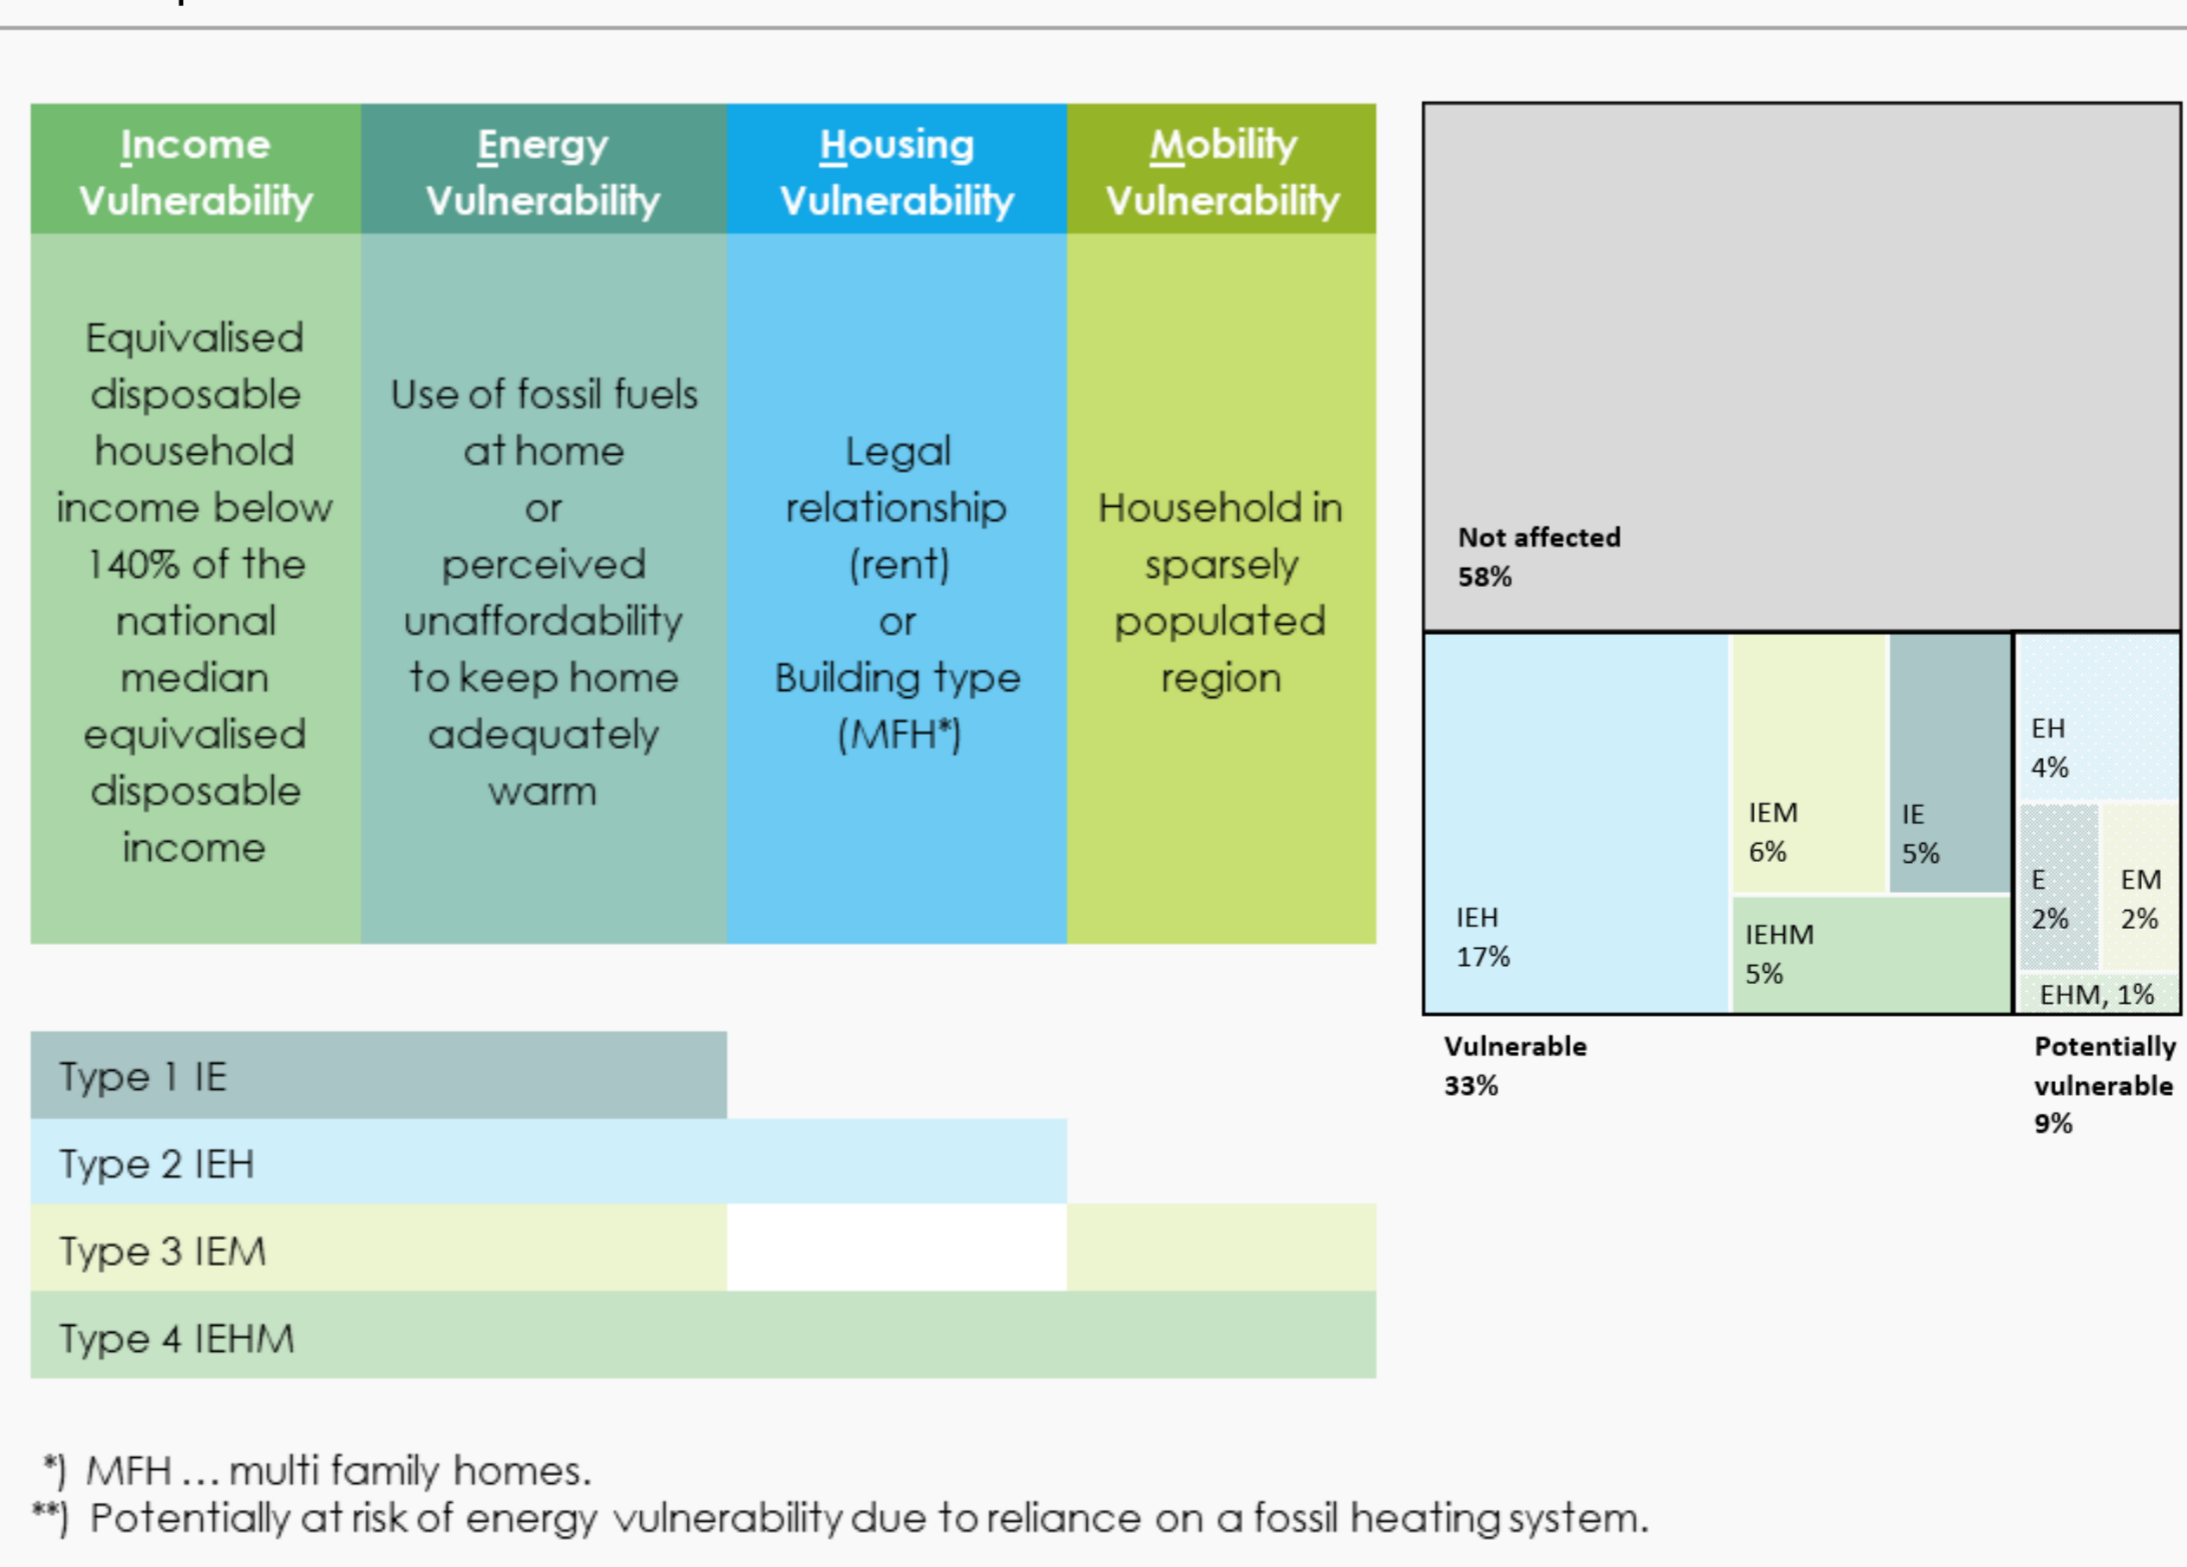 Income
Vulnerability
Equivalised
disposable
household
income below
140% of the
national
median
equivalised
disposable
income
Energy
Vulnerability
Use of fossil fuels
at home
or
perceived
unaffordability
to keep home
adequately
warm
Housing
Vulnerability
Legal
relationship
(rent)
or
Building type
(MFH*)
Mobility
Vulnerability
Household in
sparsely
populated
region
Type 1 IE
Type 2 IEH
Type 3 IEM
Type 4 IEHM
Not affected
58%
IEH
17%
IEM
6%
IE
5%
IEHM
5%
EH
4%
E
2%
EM
2%
EHM, 1%
Vulnerable
33%
Potentially
vulnerable
9%
*) MFH ... multi family homes.
**) Potentially at risk of energy vulnerability due to reliance on a fossil heating system.